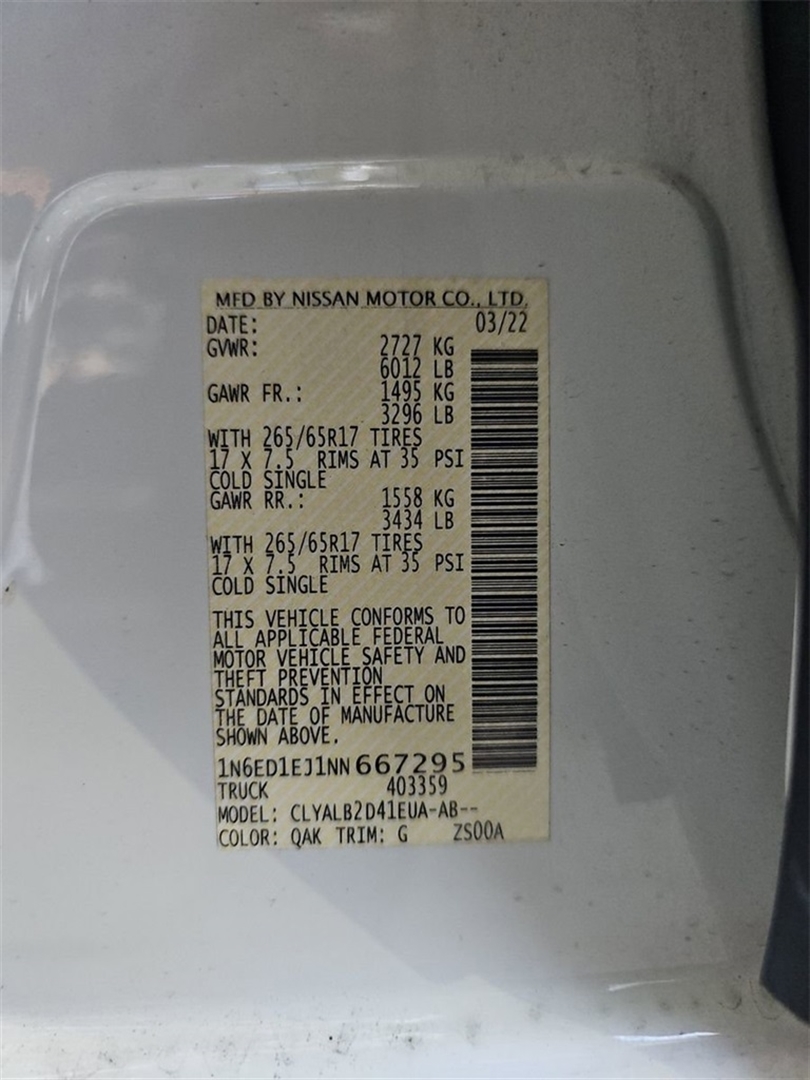 MFD BY NISSAN MOTOR CO., LTD.
DATE: 03/22
GVWR: 2727 KG
6012 LB
GAWR FR.: 1495 KG
3296 LB
WITH 265/65R17 TIRES
17 X 7.5 RIMS AT 35 PSI
COLD SINGLE
GAWR RR.: 1558 KG
3434 LB
WITH 265/65R17 TIRES
17 X 7.5 RIMS AT 35 PSI
COLD SINGLE
THIS VEHICLE CONFORMS TO
ALL APPLICABLE FEDERAL
MOTOR VEHICLE SAFETY AND
THEFT PREVENTION
STANDARDS IN EFFECT ON
THE DATE OF MANUFACTURE
SHOWN ABOVE.
1N6ED1EJ1NN667295
TRUCK 403359
MODEL: CLYALB2D41EUA-AB--
COLOR: QAK TRIM: G ZS00A